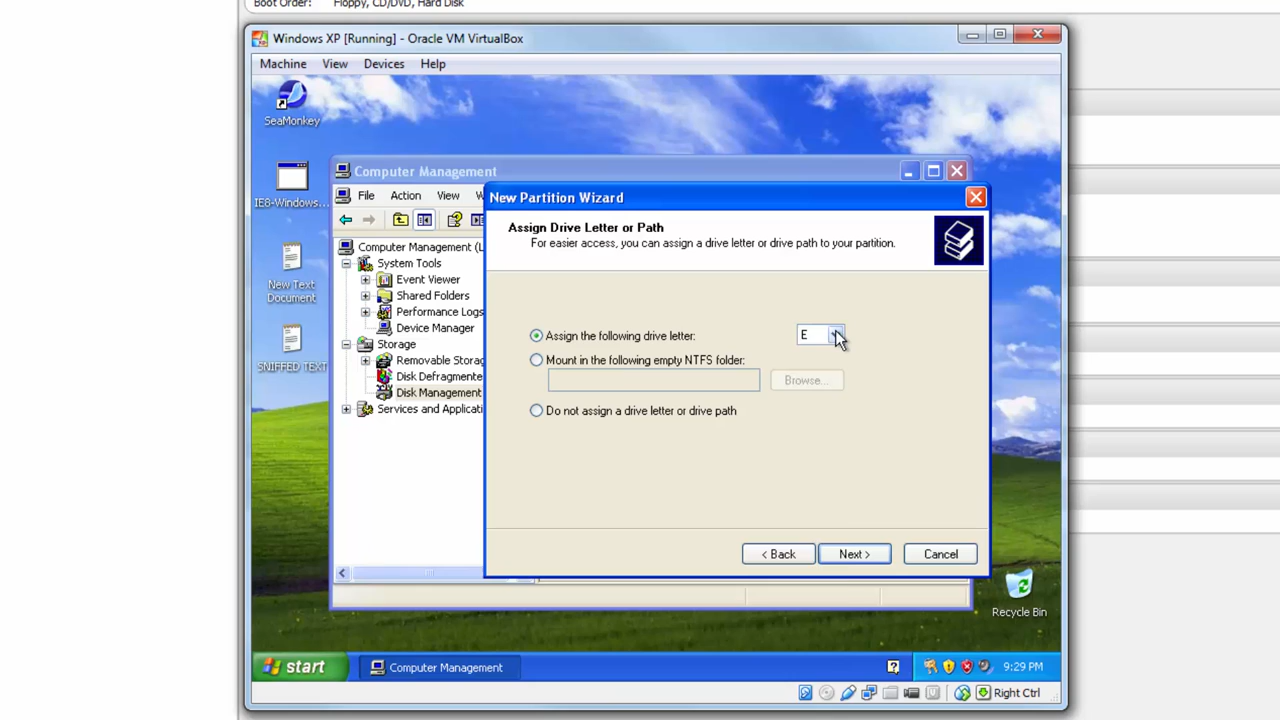 Boot Order: Floppy, CD/DVD, Hard Disk
Windows XP [Running] - Oracle VM VirtualBox
Machine View Devices Help
SeaMonkey
IE8-Windows...
New Text
Document
SNIFFED TEXT
Computer Management
File Action View W
Computer Management (L
System Tools
Event Viewer
Shared Folders
Performance Logs
Device Manager
Storage
Removable Storag
Disk Defragmente
Disk Management
Services and Applicati
New Partition Wizard
Assign Drive Letter or Path
For easier access, you can assign a drive letter or drive path to your partition.
Assign the following drive letter: E
Mount in the following empty NTFS folder:
Browse...
Do not assign a drive letter or drive path
< Back Next > Cancel
Recycle Bin
start Computer Management 9:29 PM
Right Ctrl